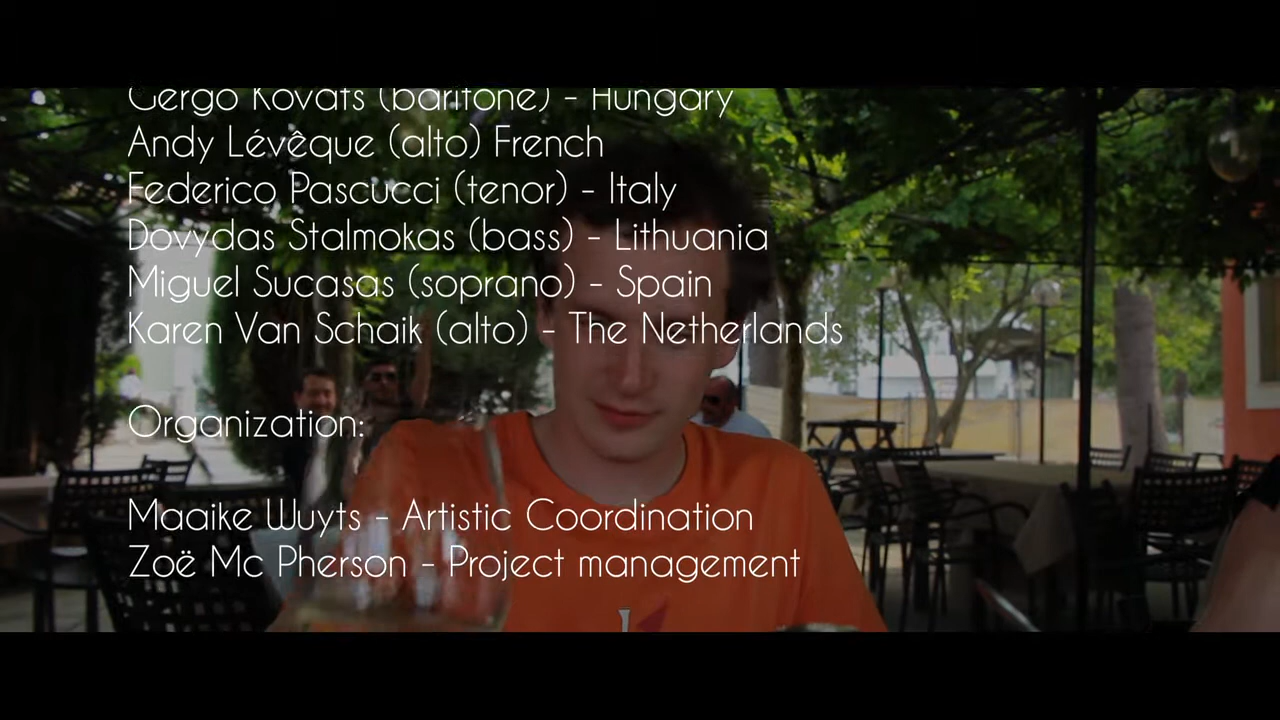 Gergo Kovats (baritone) - Hungary
Andy Lévêque (alto) French
Federico Pascucci (tenor) - Italy
Dovydas Stalmokas (bass) - Lithuania
Miguel Sucasas (soprano) - Spain
Karen Van Schaik (alto) - The Netherlands
Organization:
Maaike Wuyts - Artistic Coordination
Zoë Mc Pherson - Project management